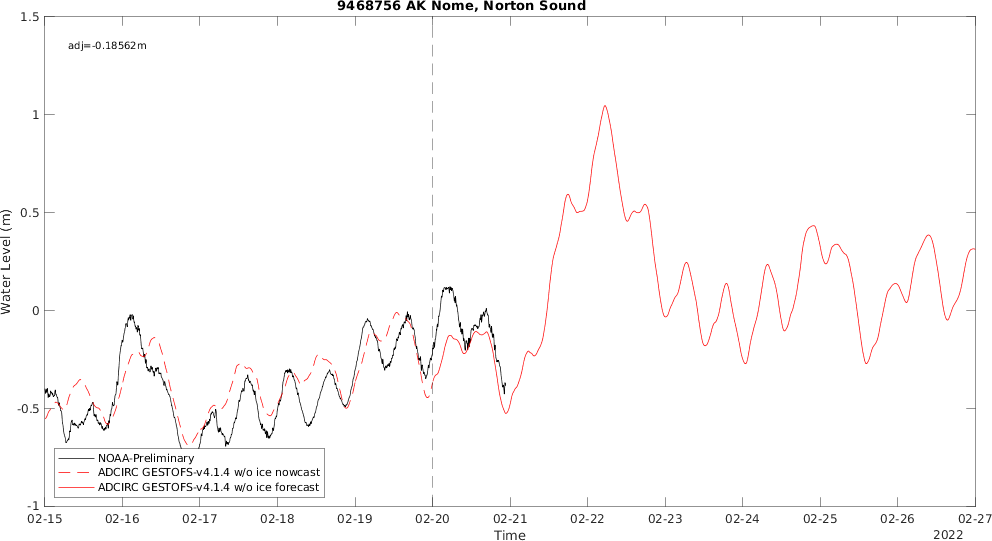 9468756 AK Nome, Norton Sound
adj=-0.18562m
1.5
1
0.5
0
-0.5
-1
Water Level (m)
NOAA-Preliminary
ADCIRC GESTOFS-v4.1.4 w/o ice nowcast
ADCIRC GESTOFS-v4.1.4 w/o ice forecast
02-15 02-16 02-17 02-18 02-19 02-20 02-21 02-22 02-23 02-24 02-25 02-26 02-27
Time
2022